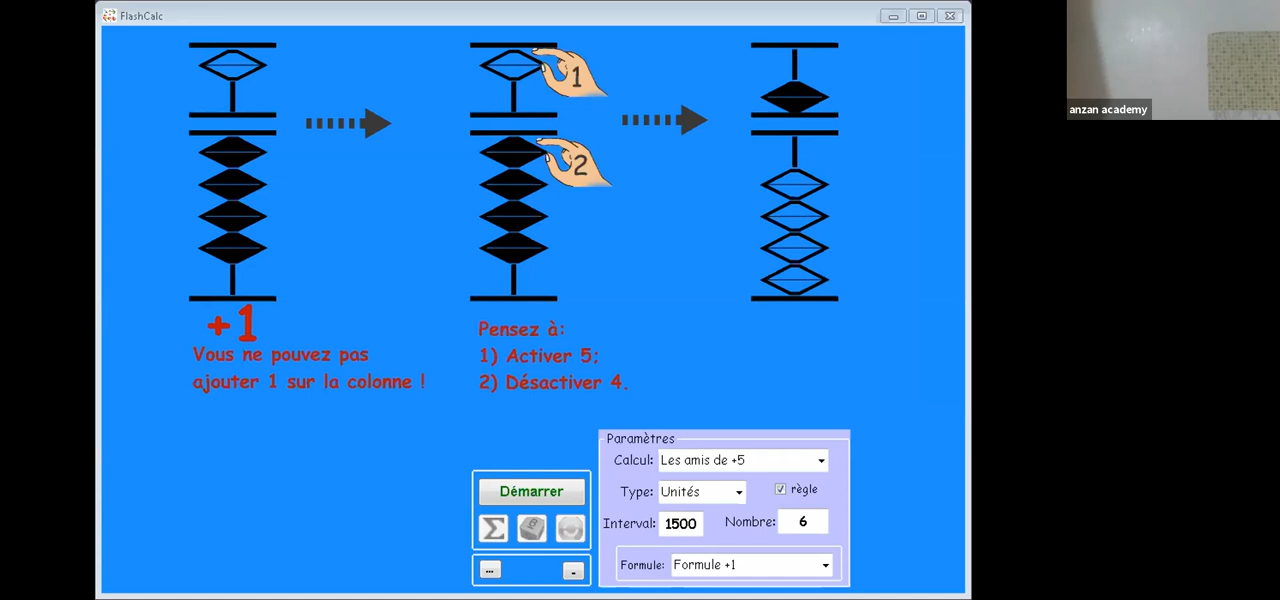 FlashCalc
anzan academy
1
2
+1
Vous ne pouvez pas
ajouter 1 sur la colonne !
Pensez à:
1) Activer 5;
2) Désactiver 4.
Paramètres
Calcul: Les amis de +5
Type: Unités
règle
Interval: 1500
Nombre: 6
Formule: Formule +1
Démarrer
Σ
...
-